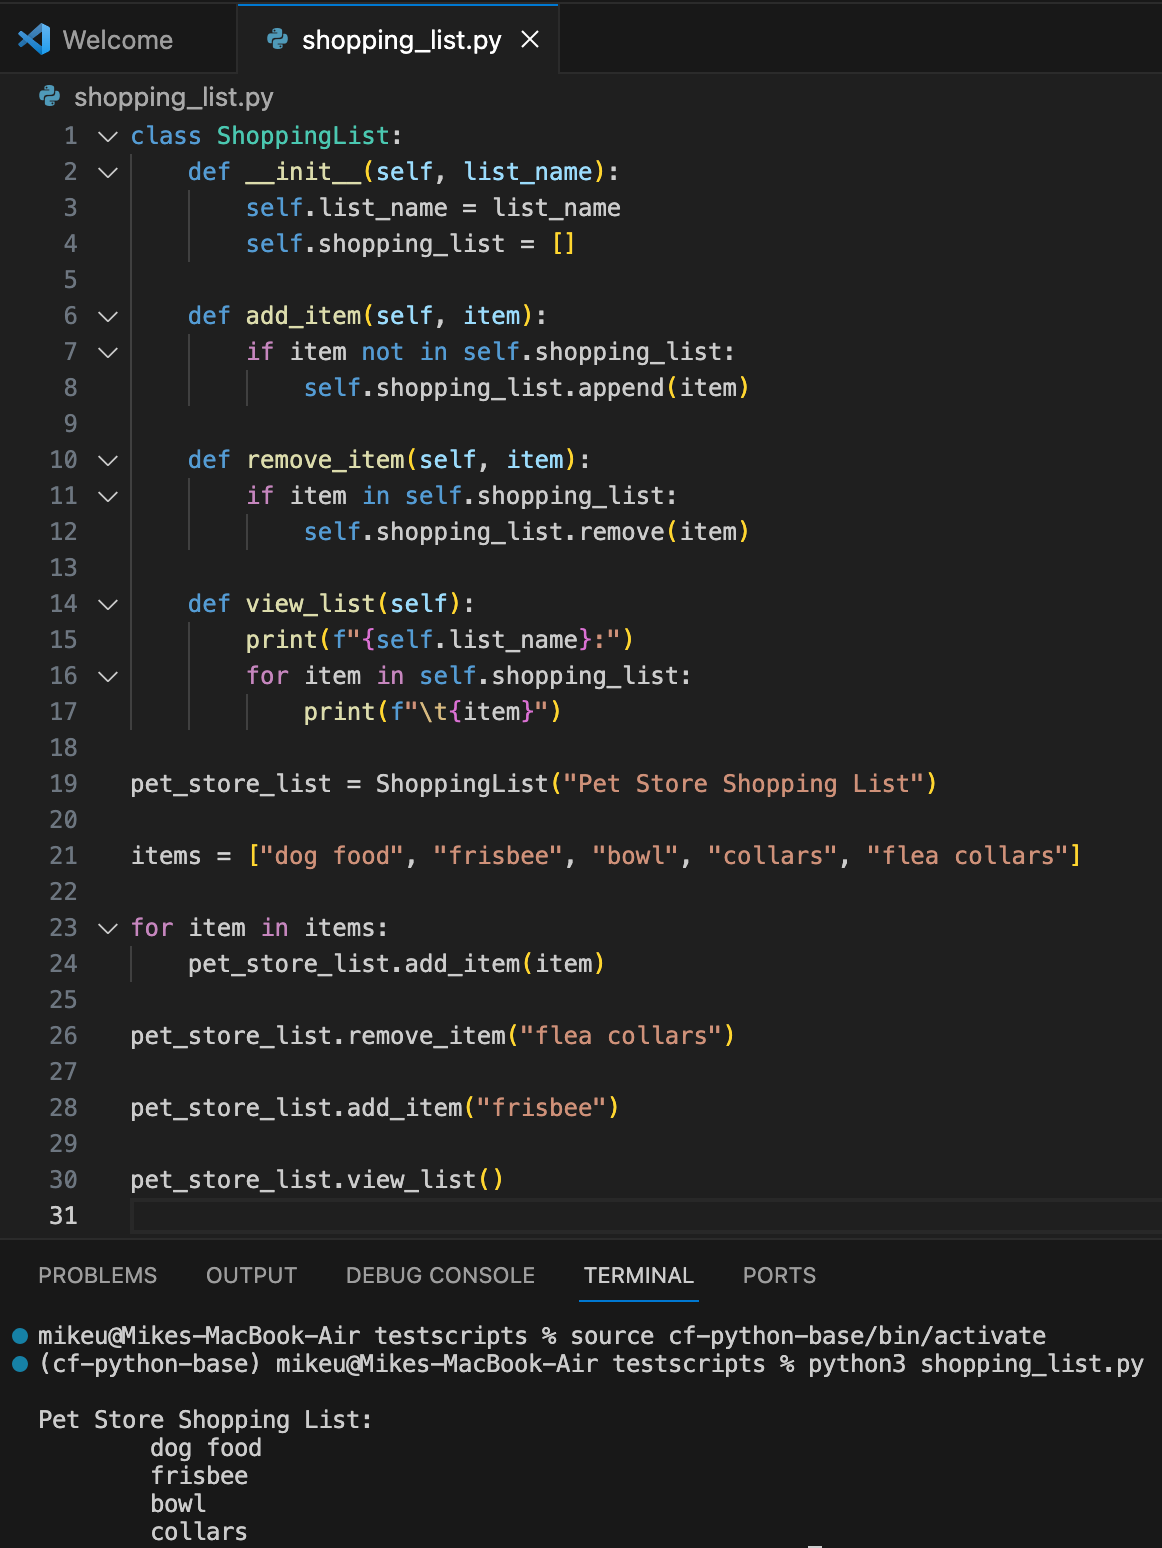 Welcome
shopping_list.py
shopping_list.py
1 class ShoppingList:
2     def __init__(self, list_name):
3         self.list_name = list_name
4         self.shopping_list = []
5
6     def add_item(self, item):
7         if item not in self.shopping_list:
8             self.shopping_list.append(item)
9
10     def remove_item(self, item):
11         if item in self.shopping_list:
12             self.shopping_list.remove(item)
13
14     def view_list(self):
15         print(f"{self.list_name}:")
16         for item in self.shopping_list:
17             print(f"\t{item}")
18
19 pet_store_list = ShoppingList("Pet Store Shopping List")
20
21 items = ["dog food", "frisbee", "bowl", "collars", "flea collars"]
22
23 for item in items:
24     pet_store_list.add_item(item)
25
26 pet_store_list.remove_item("flea collars")
27
28 pet_store_list.add_item("frisbee")
29
30 pet_store_list.view_list()
31
PROBLEMS OUTPUT DEBUG CONSOLE TERMINAL PORTS
mikeu@Mikes-MacBook-Air testscripts % source cf-python-base/bin/activate
(cf-python-base) mikeu@Mikes-MacBook-Air testscripts % python3 shopping_list.py
Pet Store Shopping List:
        dog food
        frisbee
        bowl
        collars